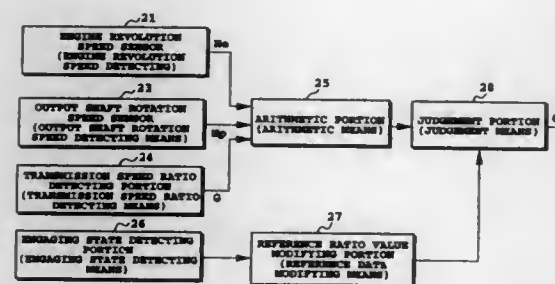 21
ENGINE REVOLUTION
SPEED SENSOR
(ENGINE REVOLUTION
SPEED DETECTING)
Ne
23
OUTPUT SHAFT ROTATION
SPEED SENSOR
(OUTPUT SHAFT ROTATION
SPEED DETECTING MEANS)
Np
24
TRANSMISSION SPEED RATIO
DETECTING PORTION
(TRANSMISSION SPEED RATIO
DETECTING MEANS)
G
26
ENGAGING STATE DETECTING
PORTION
(ENGAGING STATE DETECTING
MEANS)
25
ARITHMETIC PORTION
(ARITHMETIC MEANS)
27
REFERENCE RATIO VALUE
MODIFYING PORTION
(REFERENCE DATA
MODIFYING MEANS)
28
JUDGEMENT PORTION
(JUDGEMENT MEANS)